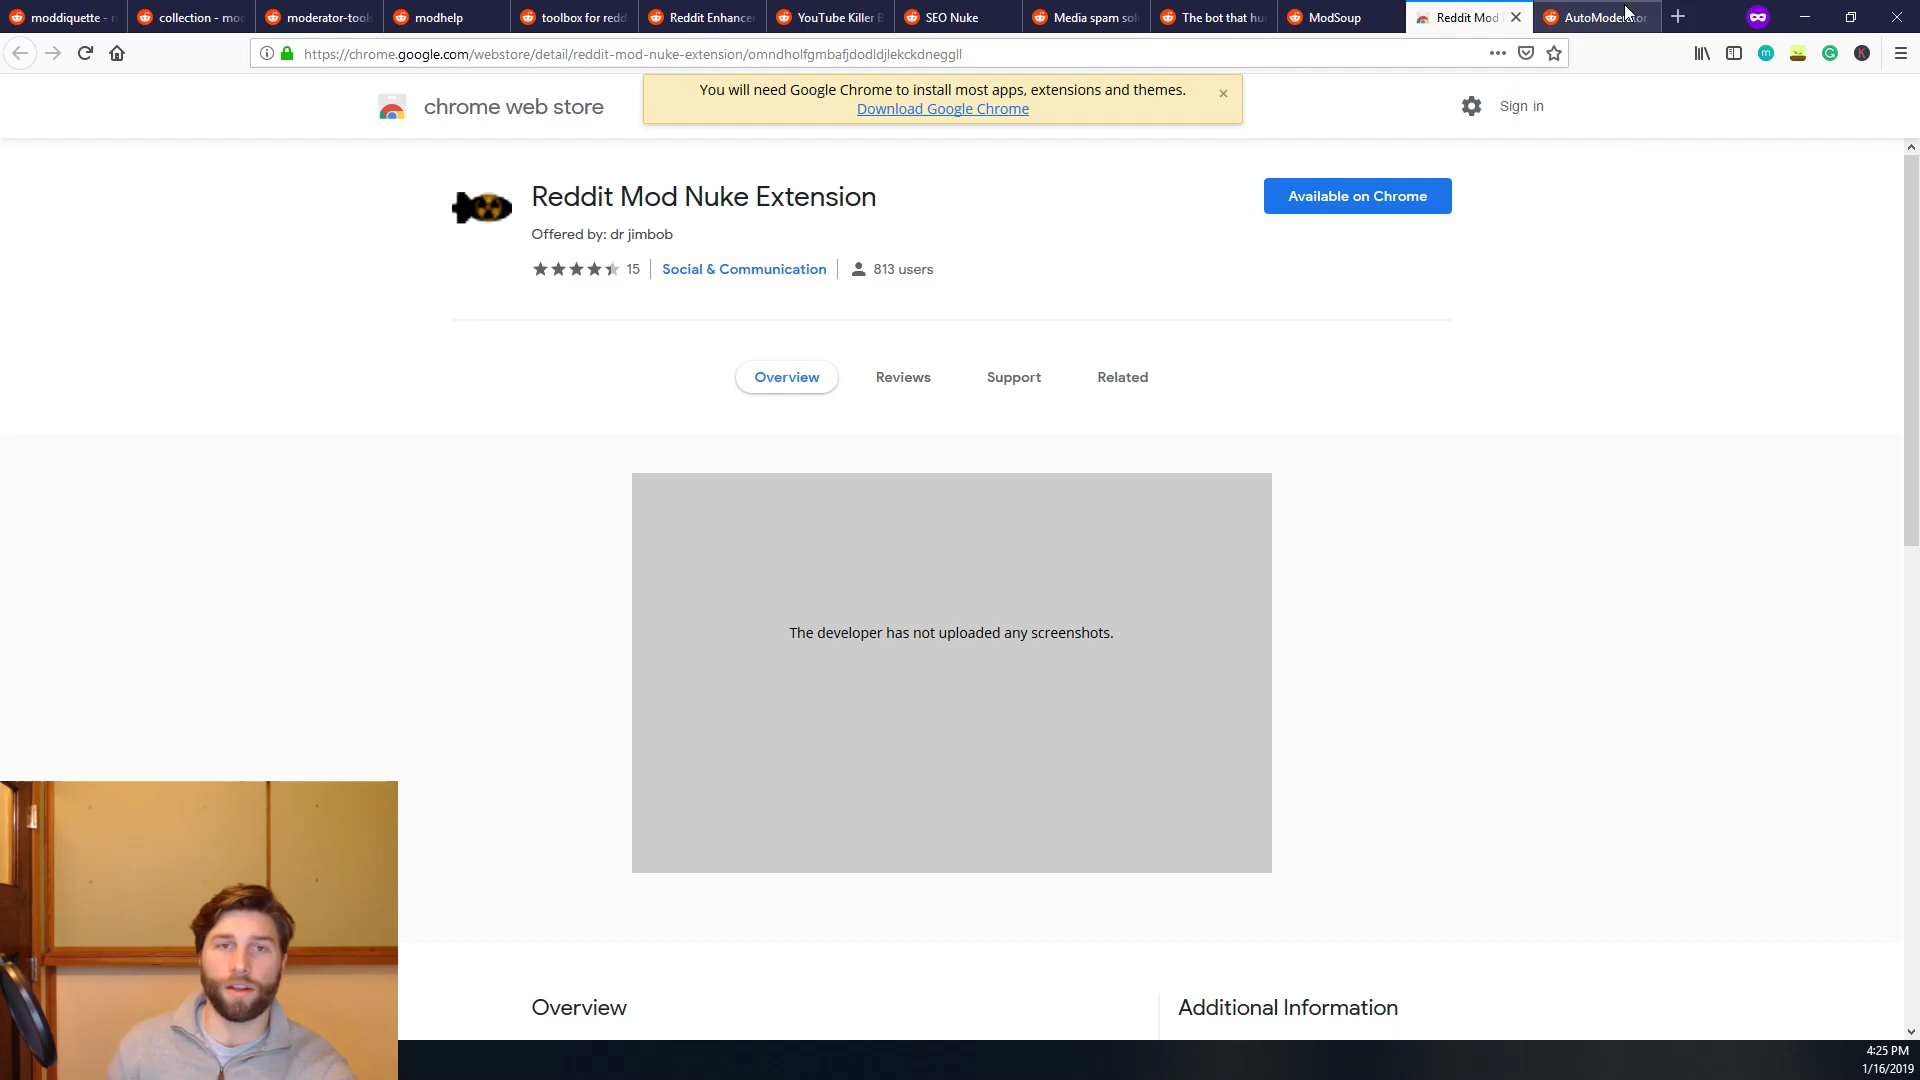 moddiquette - r
collection - mod
moderator-tools
modhelp
toolbox for redd
Reddit Enhance
YouTube Killer B
SEO Nuke
Media spam sol
The bot that hu
ModSoup
Reddit Mod
AutoModerator
https://chrome.google.com/webstore/detail/reddit-mod-nuke-extension/omndholfgmbafjdodldjlekckdneggll
chrome web store
You will need Google Chrome to install most apps, extensions and themes.
Download Google Chrome
Sign in
Reddit Mod Nuke Extension
Available on Chrome
Offered by: dr jimbob
15
Social & Communication
813 users
Overview
Reviews
Support
Related
The developer has not uploaded any screenshots.
Overview
Additional Information
4:25 PM
1/16/2019